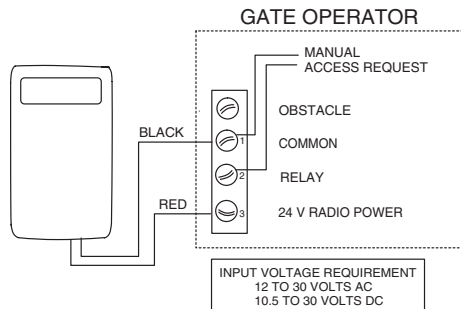 GATE OPERATOR
MANUAL
ACCESS REQUEST
OBSTACLE
BLACK
1
COMMON
2
RELAY
RED
3
24 V RADIO POWER
INPUT VOLTAGE REQUIREMENT
12 TO 30 VOLTS AC
10.5 TO 30 VOLTS DC